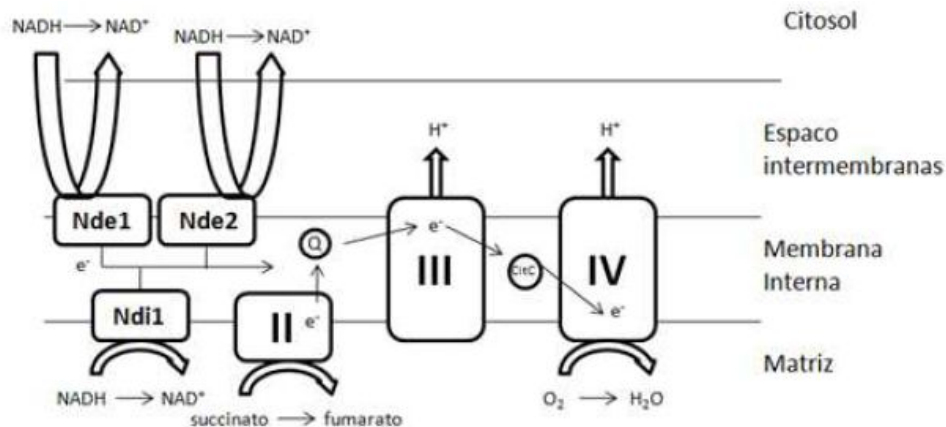 NADH → NAD⁺
NADH → NAD⁺
Citosol
H⁺
H⁺
Espaco
intermembranas
Nde1
Nde2
Q
e⁻
III
CitC
IV
Membrana
Interna
e⁻
Ndi1
II
e⁻
e⁻
Matriz
NADH → NAD⁺
succinato → fumarato
O₂ → H₂O